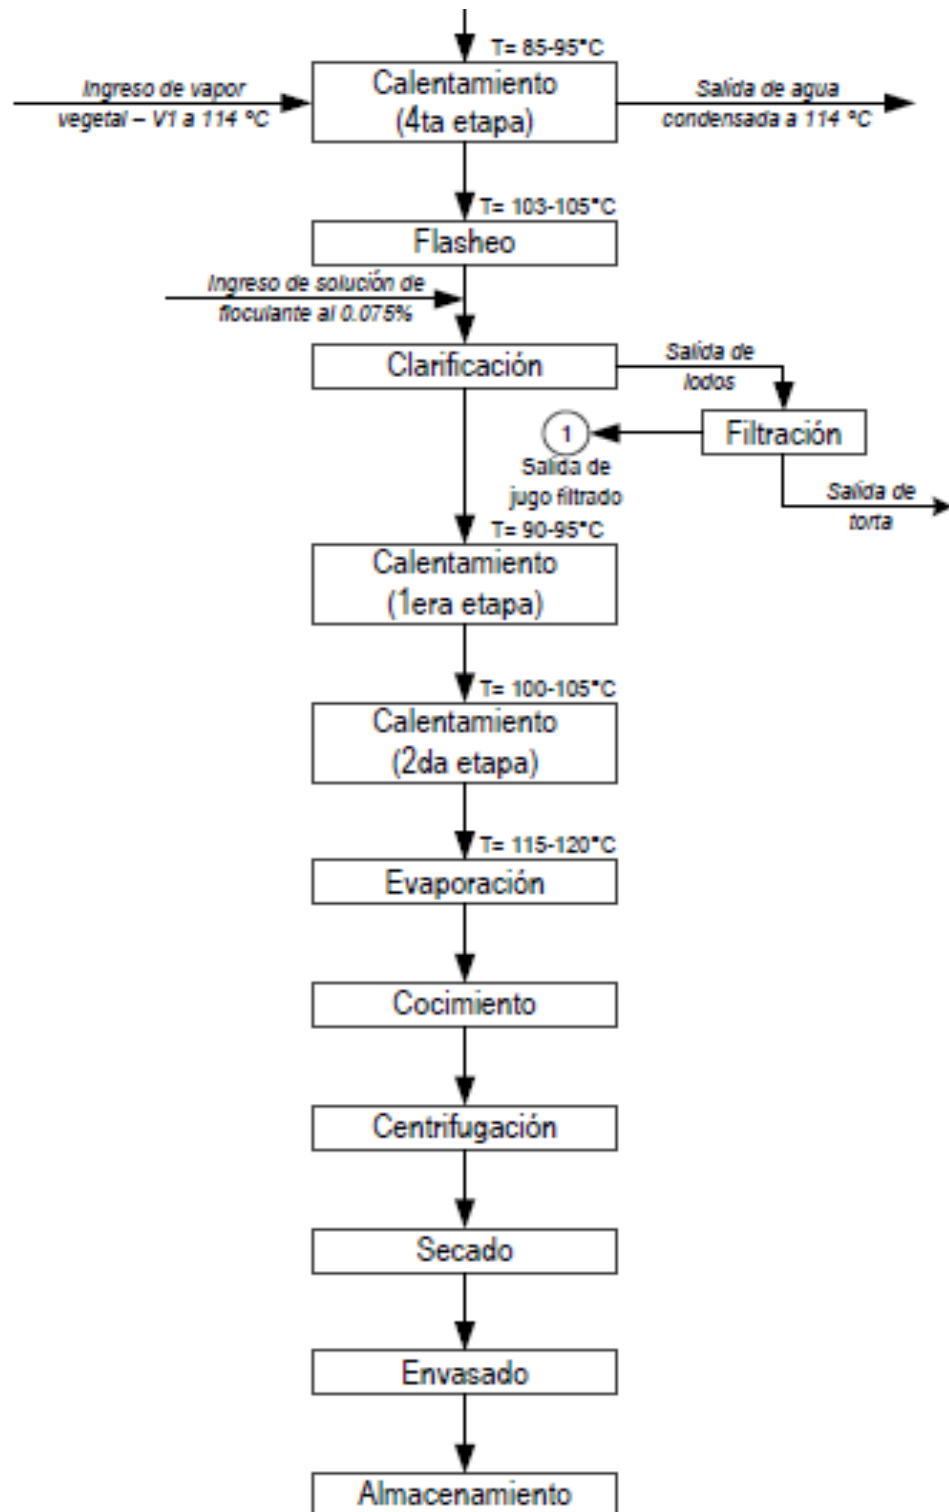 T= 85-95°C
Ingreso de vapor
vegetal – V1 a 114 ºC
Calentamiento
(4ta etapa)
Salida de agua
condensada a 114 ºC
T= 103-105°C
Flasheo
Ingreso de solución de
floculante al 0.075%
Clarificación
Salida de
lodos
Filtración
1
Salida de
jugo filtrado
Salida de
torta
T= 90-95°C
Calentamiento
(1era etapa)
T= 100-105°C
Calentamiento
(2da etapa)
T= 115-120°C
Evaporación
Cocimiento
Centrifugación
Secado
Envasado
Almacenamiento